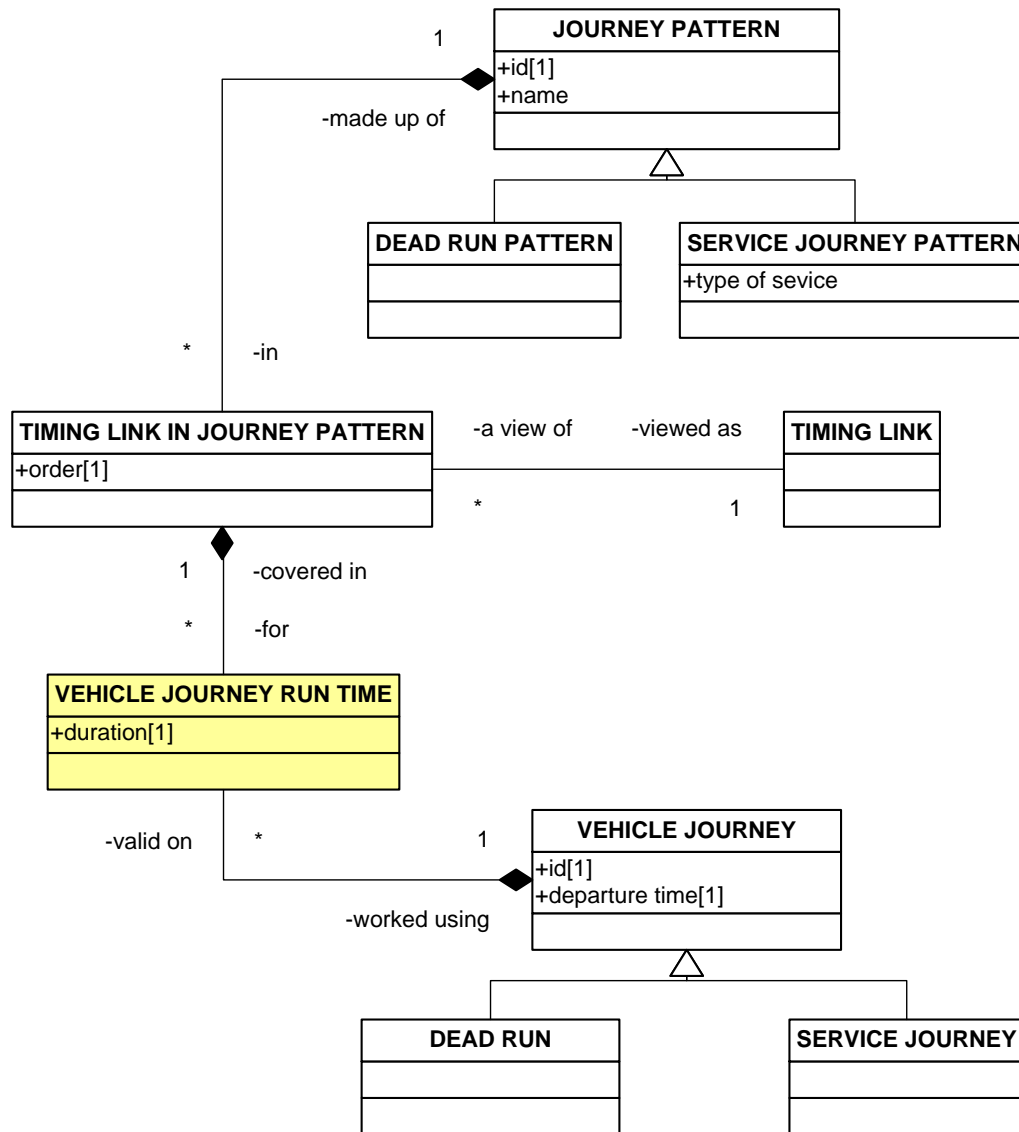 JOURNEY PATTERN
1
+id[1]
+name
-made up of
DEAD RUN PATTERN
SERVICE JOURNEY PATTERN
+type of sevice
* -in
TIMING LINK IN JOURNEY PATTERN
+order[1]
-a view of -viewed as
* 1
TIMING LINK
1 -covered in
* -for
VEHICLE JOURNEY RUN TIME
+duration[1]
-valid on * 1
VEHICLE JOURNEY
+id[1]
+departure time[1]
-worked using
DEAD RUN
SERVICE JOURNEY